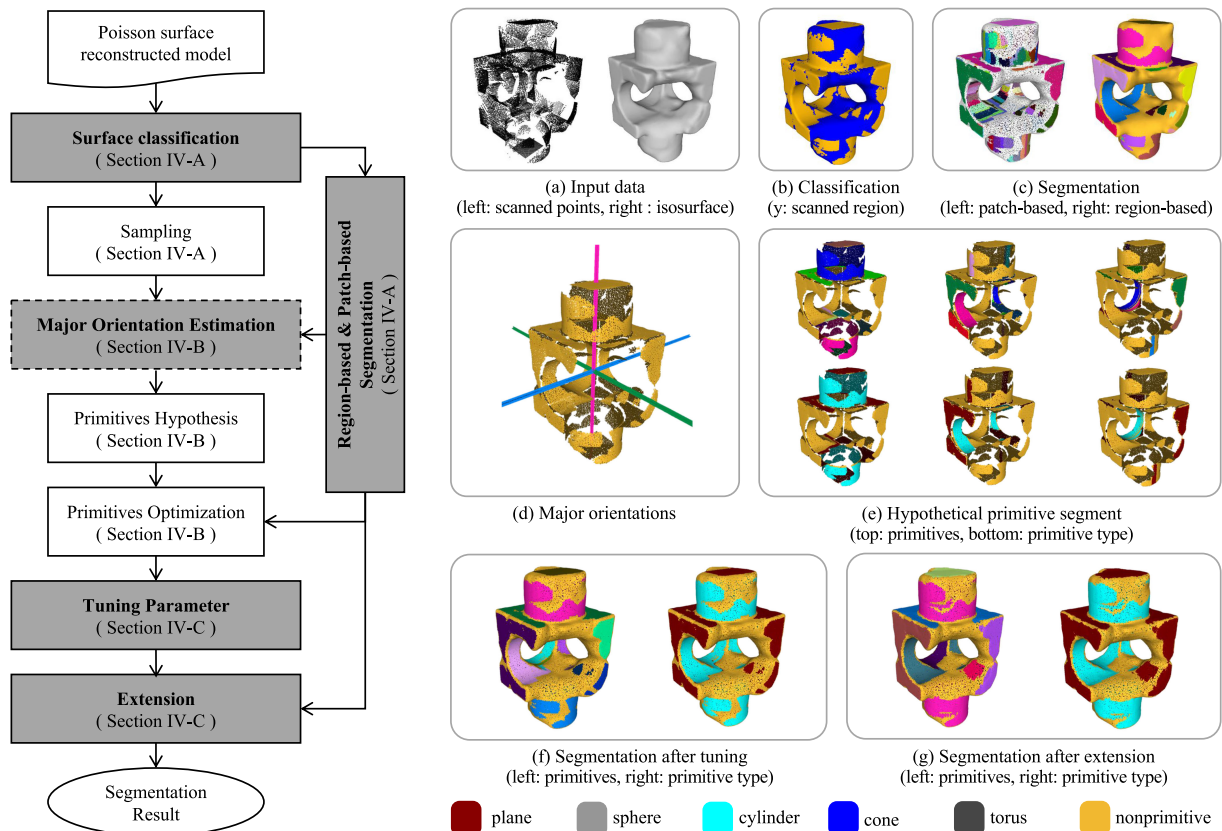 Poisson surface
reconstructed model
Surface classification
( Section IV-A )
Sampling
( Section IV-A )
Major Orientation Estimation
( Section IV-B )
Primitives Hypothesis
( Section IV-B )
Primitives Optimization
( Section IV-B )
Tuning Parameter
( Section IV-C )
Extension
( Section IV-C )
Segmentation
Result
Region-based & Patch-based
Segmentation
( Section IV-A )
(a) Input data
(left: scanned points, right : isosurface)
(b) Classification
(y: scanned region)
(c) Segmentation
(left: patch-based, right: region-based)
(d) Major orientations
(e) Hypothetical primitive segment
(top: primitives, bottom: primitive type)
(f) Segmentation after tuning
(left: primitives, right: primitive type)
(g) Segmentation after extension
(left: primitives, right: primitive type)
plane sphere cylinder cone torus nonprimitive